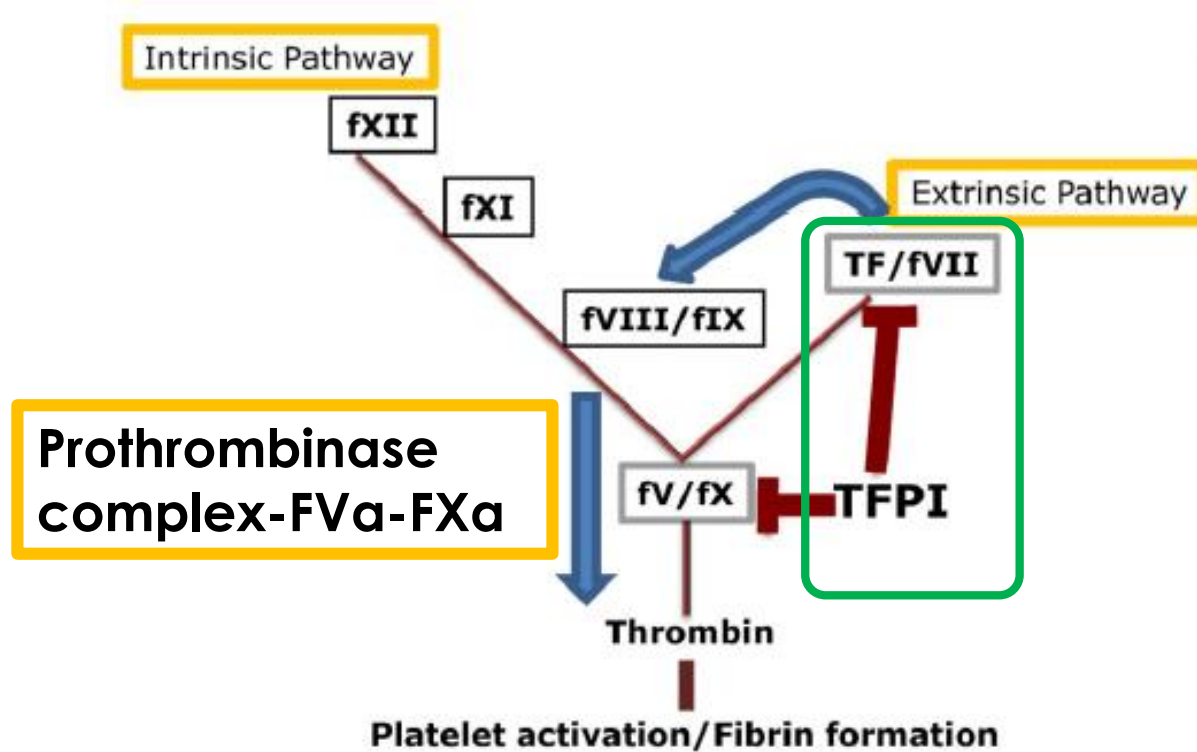 Intrinsic Pathway
fXII
fXI
Extrinsic Pathway
TF/fVII
fVIII/fIX
Prothrombinase
complex-FVa-FXa
fV/fX
TFPI
Thrombin
Platelet activation/Fibrin formation